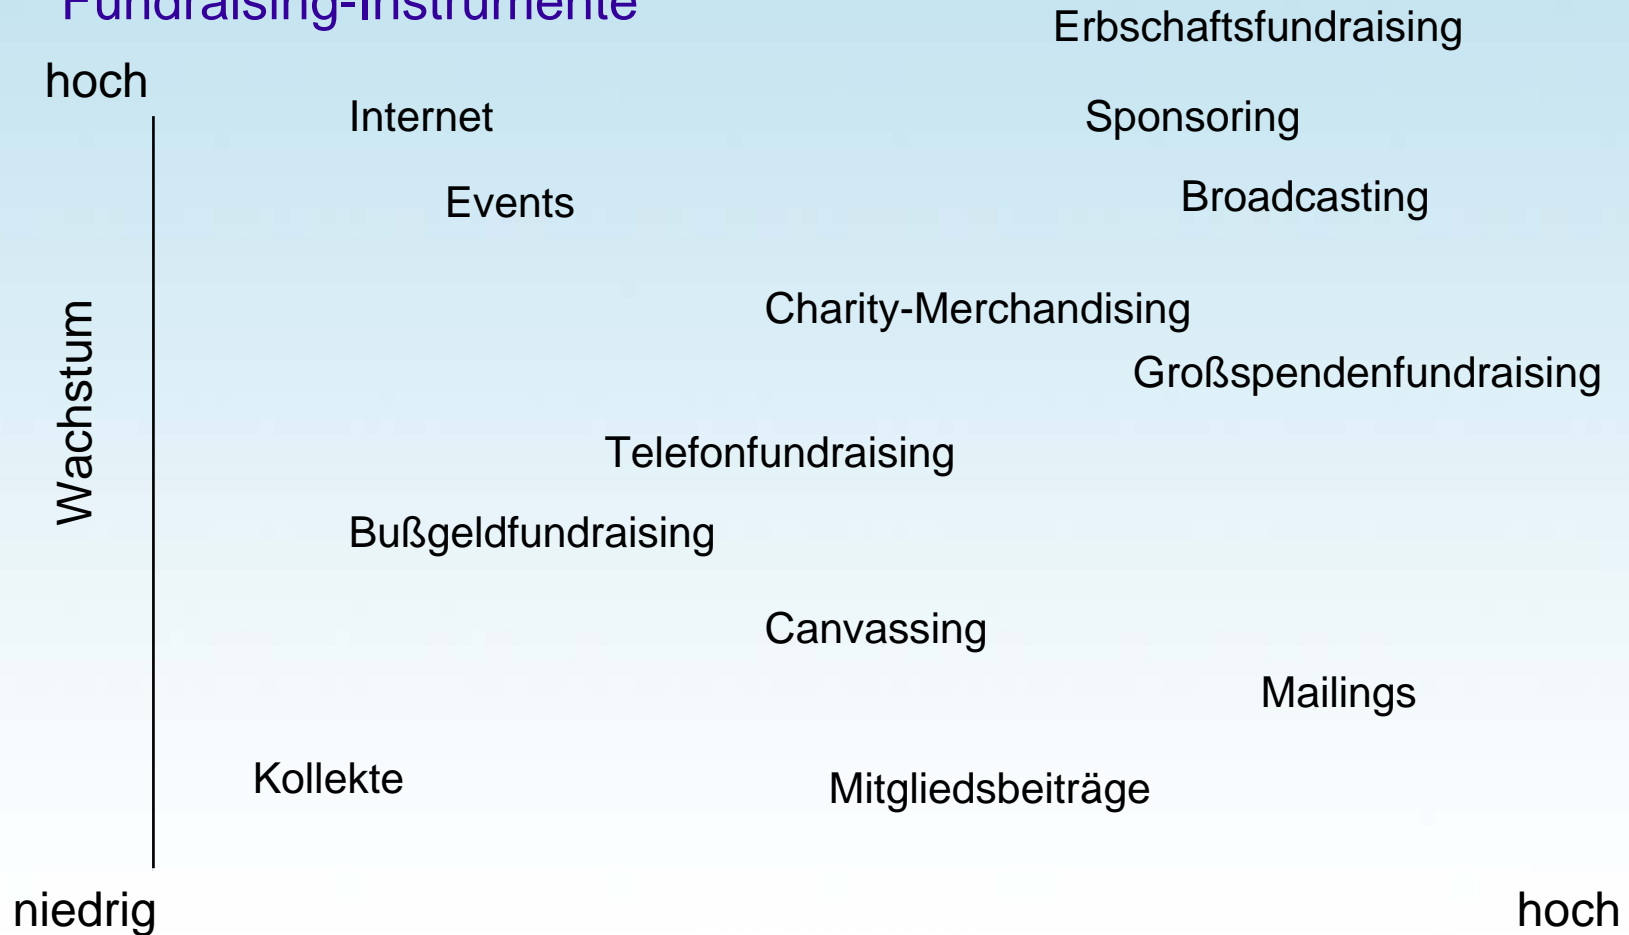 Fundraising-Instrumente
Erbschaftsfundraising
hoch
Internet
Sponsoring
Events
Broadcasting
Charity-Merchandising
Wachstum
Großspendenfundraising
Telefonfundraising
Bußgeldfundraising
Canvassing
Mailings
Kollekte
Mitgliedsbeiträge
niedrig
hoch